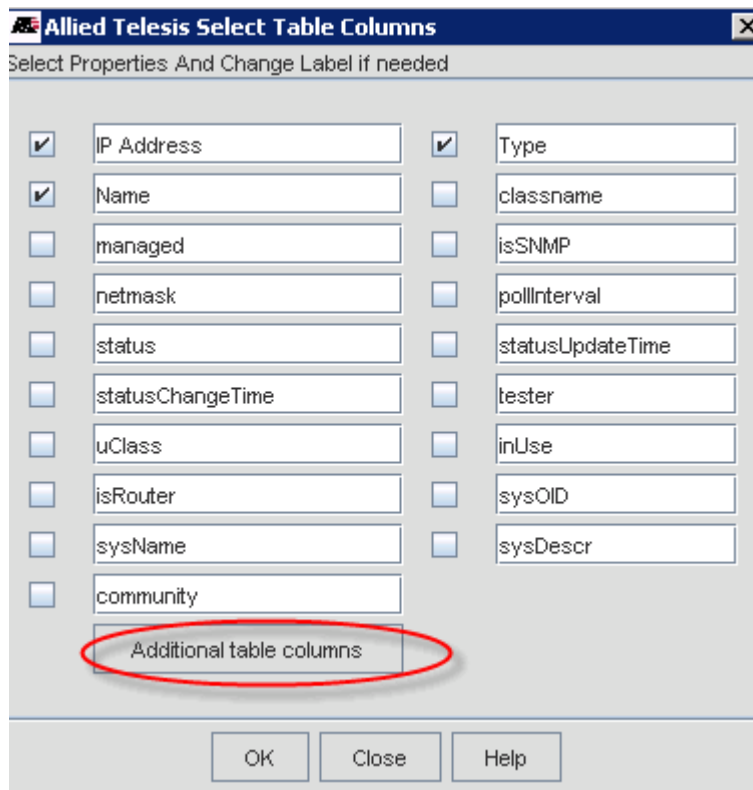 Allied Telesis Select Table Columns
Select Properties And Change Label if needed
IP Address Type
Name classname
managed isSNMP
netmask pollInterval
status statusUpdateTime
statusChangeTime tester
uClass inUse
isRouter sysOID
sysName sysDescr
community
Additional table columns
OK Close Help